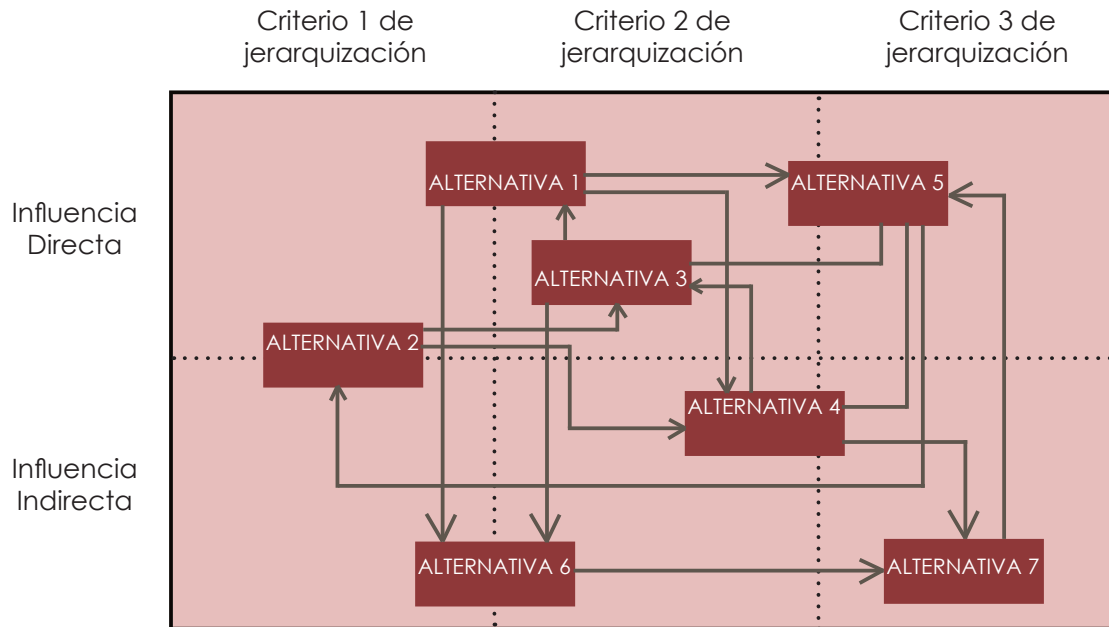 Criterio 1 de
jerarquización
Criterio 2 de
jerarquización
Criterio 3 de
jerarquización
Influencia
Directa
ALTERNATIVA 1
ALTERNATIVA 5
ALTERNATIVA 3
ALTERNATIVA 2
Influencia
Indirecta
ALTERNATIVA 4
ALTERNATIVA 6
ALTERNATIVA 7